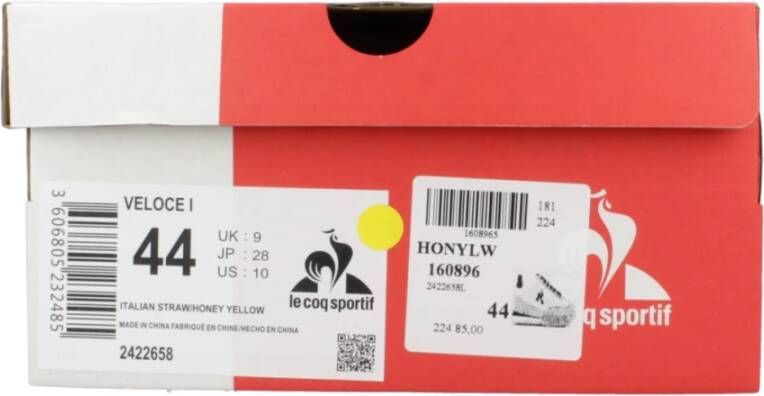 3 606805 232485
VELOCE I
44
UK : 9
JP : 28
US : 10
le coq sportif
ITALIAN STRAW/HONEY YELLOW
MADE IN CHINA FABRIQUÉ EN CHINE/HECHO EN CHINA
2422658
181
224
1608965
HONYLW
160896
2422658L
44
224 85,00
q sportif